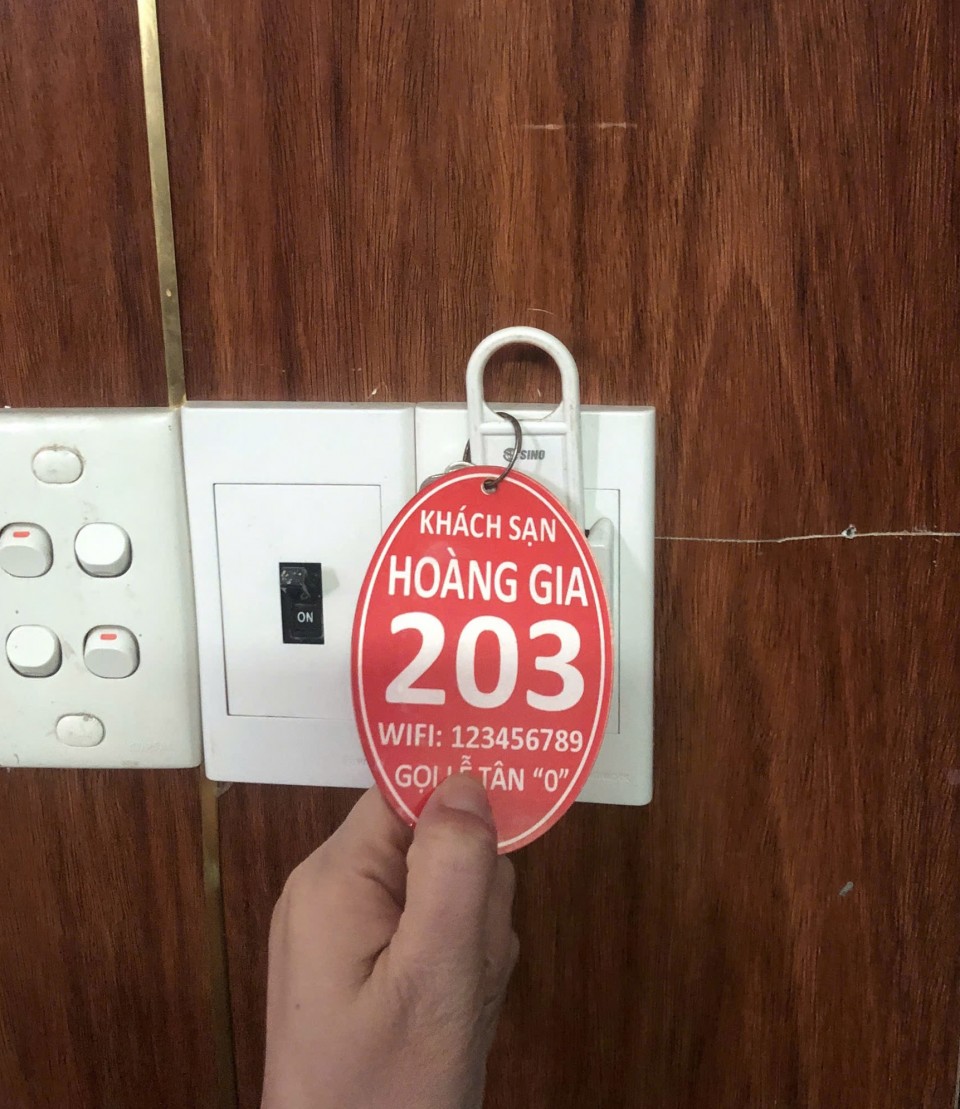 SINO
KHÁCH SẠN
HOÀNG GIA
203
WIFI: 123456789
GỌI LỄ TÂN “0”
ON